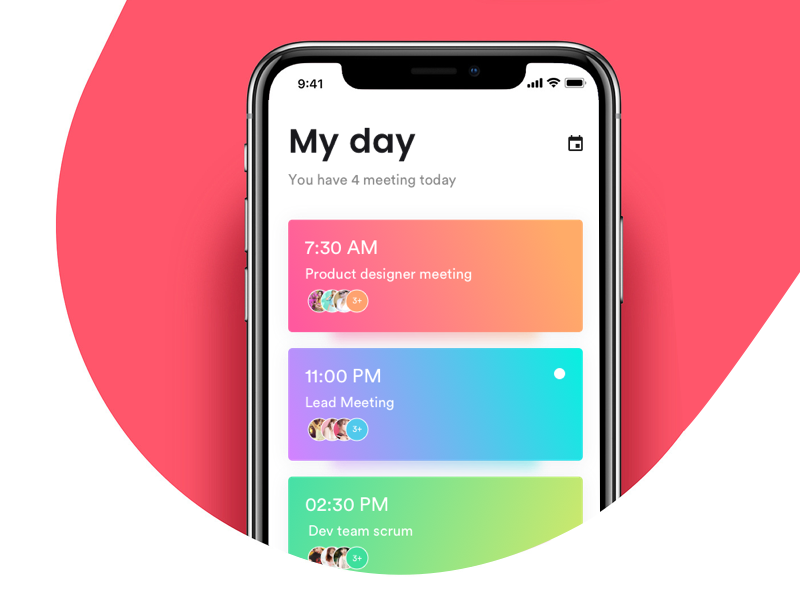 9:41
My day
You have 4 meeting today
7:30 AM
Product designer meeting
3+
11:00 PM
Lead Meeting
3+
02:30 PM
Dev team scrum
3+